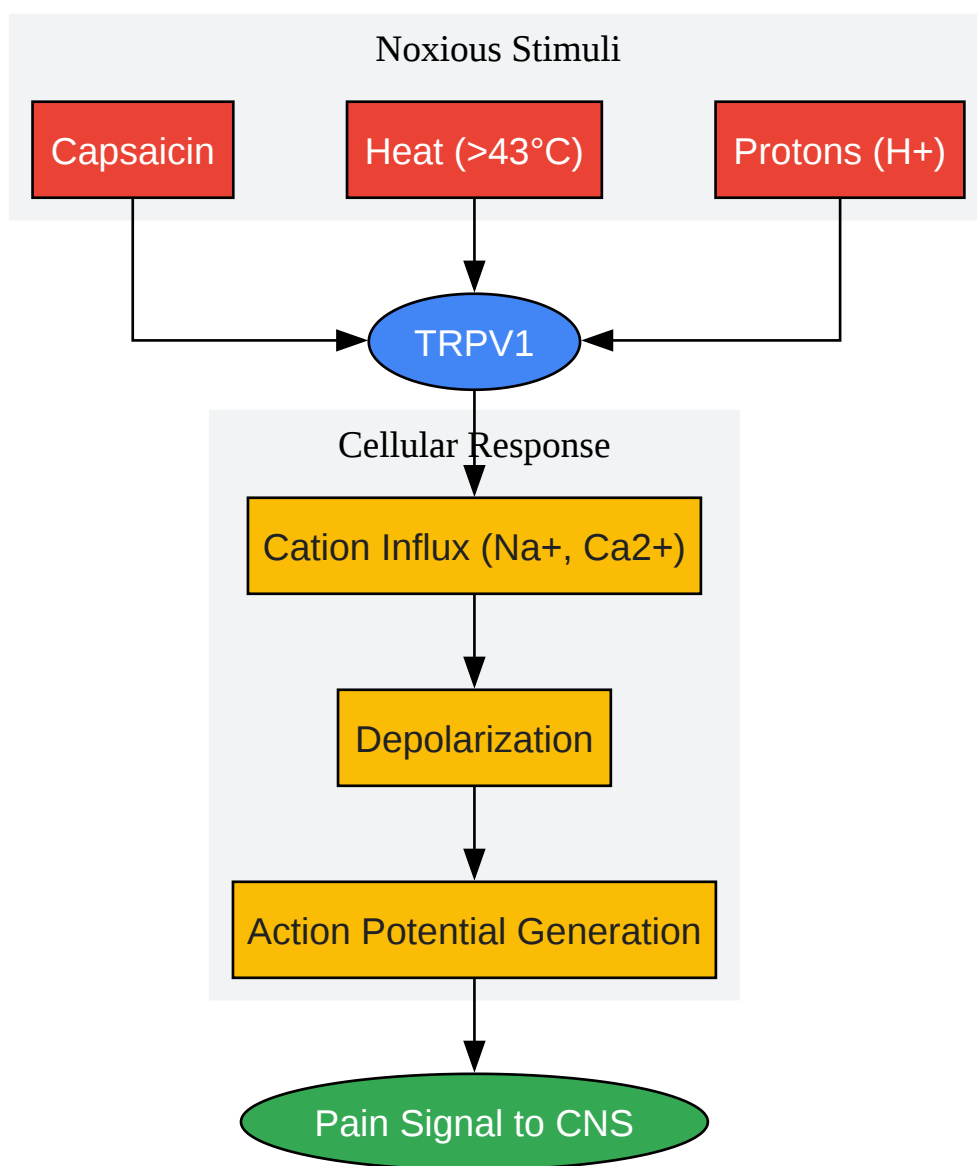 Noxious Stimuli
Capsaicin
Heat (>43°C)
Protons (H+)
TRPV1
Cellular Response
Cation Influx (Na+, Ca2+)
Depolarization
Action Potential Generation
Pain Signal to CNS